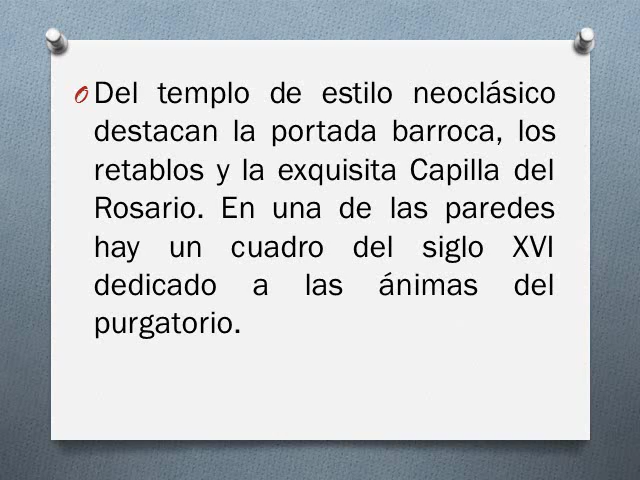 Del templo de estilo neoclásico
destacan la portada barroca, los
retablos y la exquisita Capilla del
Rosario. En una de las paredes
hay un cuadro del siglo XVI
dedicado a las ánimas del
purgatorio.